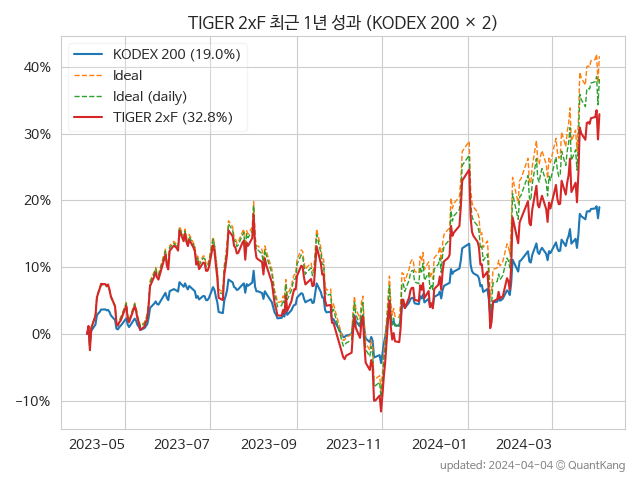 TIGER 2xF 최근 1년 성과 (KODEX 200 × 2)
KODEX 200 (19.0%)
Ideal
Ideal (daily)
TIGER 2xF (32.8%)
40%
30%
20%
10%
0%
−10%
2023−05
2023−07
2023−09
2023−11
2024−01
2024−03
updated: 2024-04-04 © QuantKang